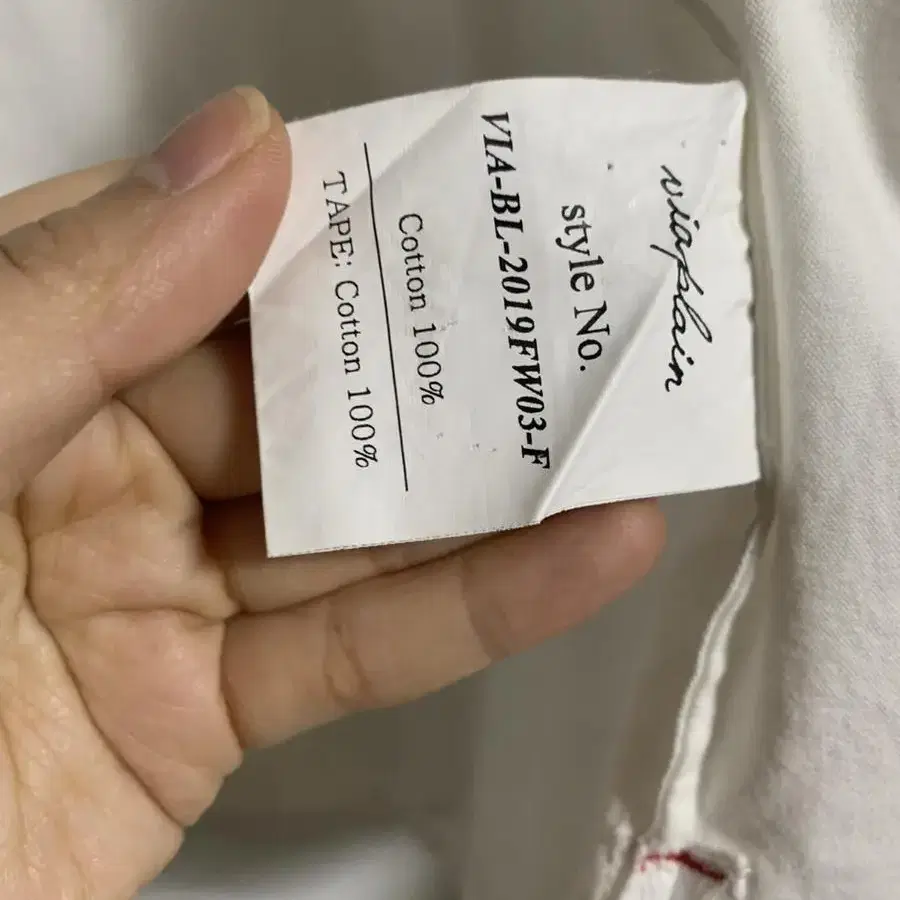 viaplain
style No.
VIA-BL-2019FW03-F
Cotton 100%
TAPE: Cotton 100%